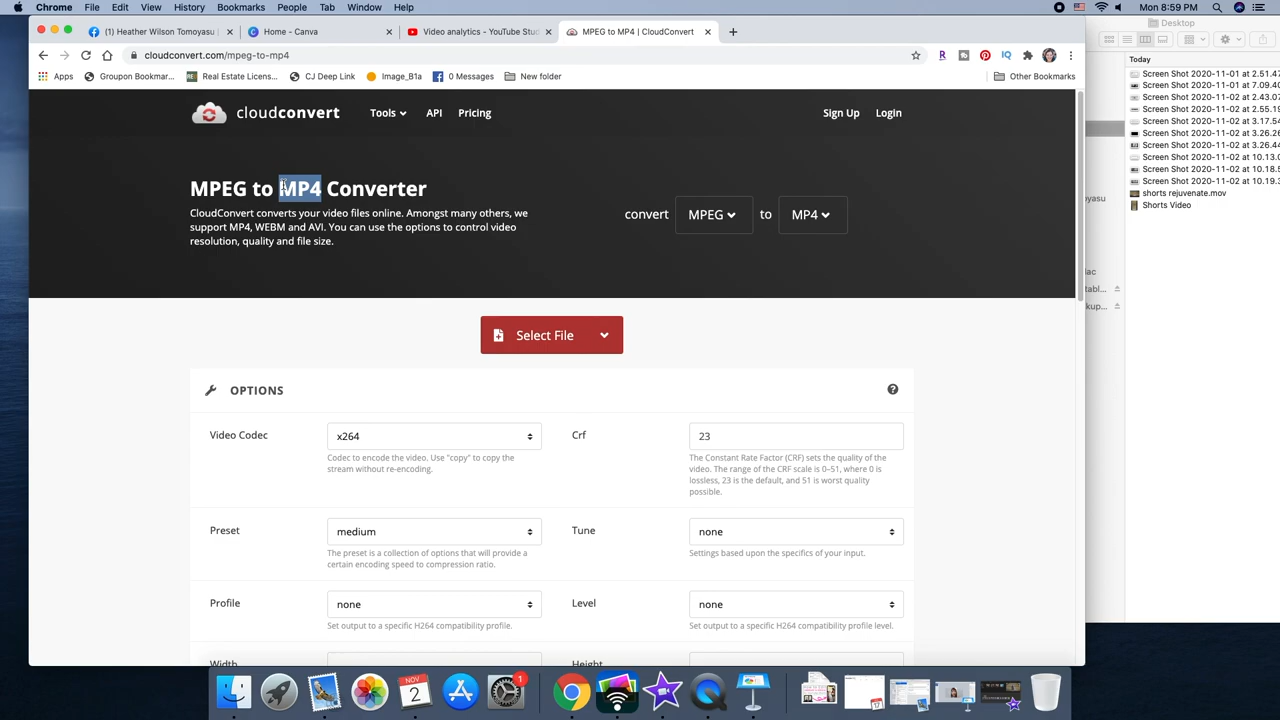 Chrome File Edit View History Bookmarks People Tab Window Help
Mon 8:59 PM
(1) Heather Wilson Tomoyasu |
Home - Canva
Video analytics - YouTube Stu
MPEG to MP4 | CloudConvert
cloudconvert.com/mpeg-to-mp4
Apps
Groupon Bookmar...
Real Estate Licens...
CJ Deep Link
Image_B1a
0 Messages
New folder
Other Bookmarks
cloudconvert
Tools
API
Pricing
Sign Up
Login
MPEG to MP4 Converter
CloudConvert converts your video files online. Amongst many others, we
support MP4, WEBM and AVI. You can use the options to control video
resolution, quality and file size.
convert MPEG to MP4
Select File
OPTIONS
Video Codec
x264
Codec to encode the video. Use "copy" to copy the
stream without re-encoding.
Crf
23
The Constant Rate Factor (CRF) sets the quality of the
video. The range of the CRF scale is 0–51, where 0 is
lossless, 23 is the default, and 51 is worst quality
possible.
Preset
medium
The preset is a collection of options that will provide a
certain encoding speed to compression ratio.
Tune
none
Settings based upon the specifics of your input.
Profile
none
Set output to a specific H264 compatibility profile.
Level
none
Set output to a specific H264 compatibility profile level.
Width
Height
Desktop
Today
Screen Shot 2020-11-01 at 2.51.47
Screen Shot 2020-11-01 at 7.09.40
Screen Shot 2020-11-02 at 2.43.07
Screen Shot 2020-11-02 at 2.55.19
Screen Shot 2020-11-02 at 3.17.54
Screen Shot 2020-11-02 at 3.26.26
Screen Shot 2020-11-02 at 3.26.44
Screen Shot 2020-11-02 at 10.13.0
Screen Shot 2020-11-02 at 10.18.5
Screen Shot 2020-11-02 at 10.19.3
shorts rejuvenate.mov
Shorts Video
NOV
2
1
17